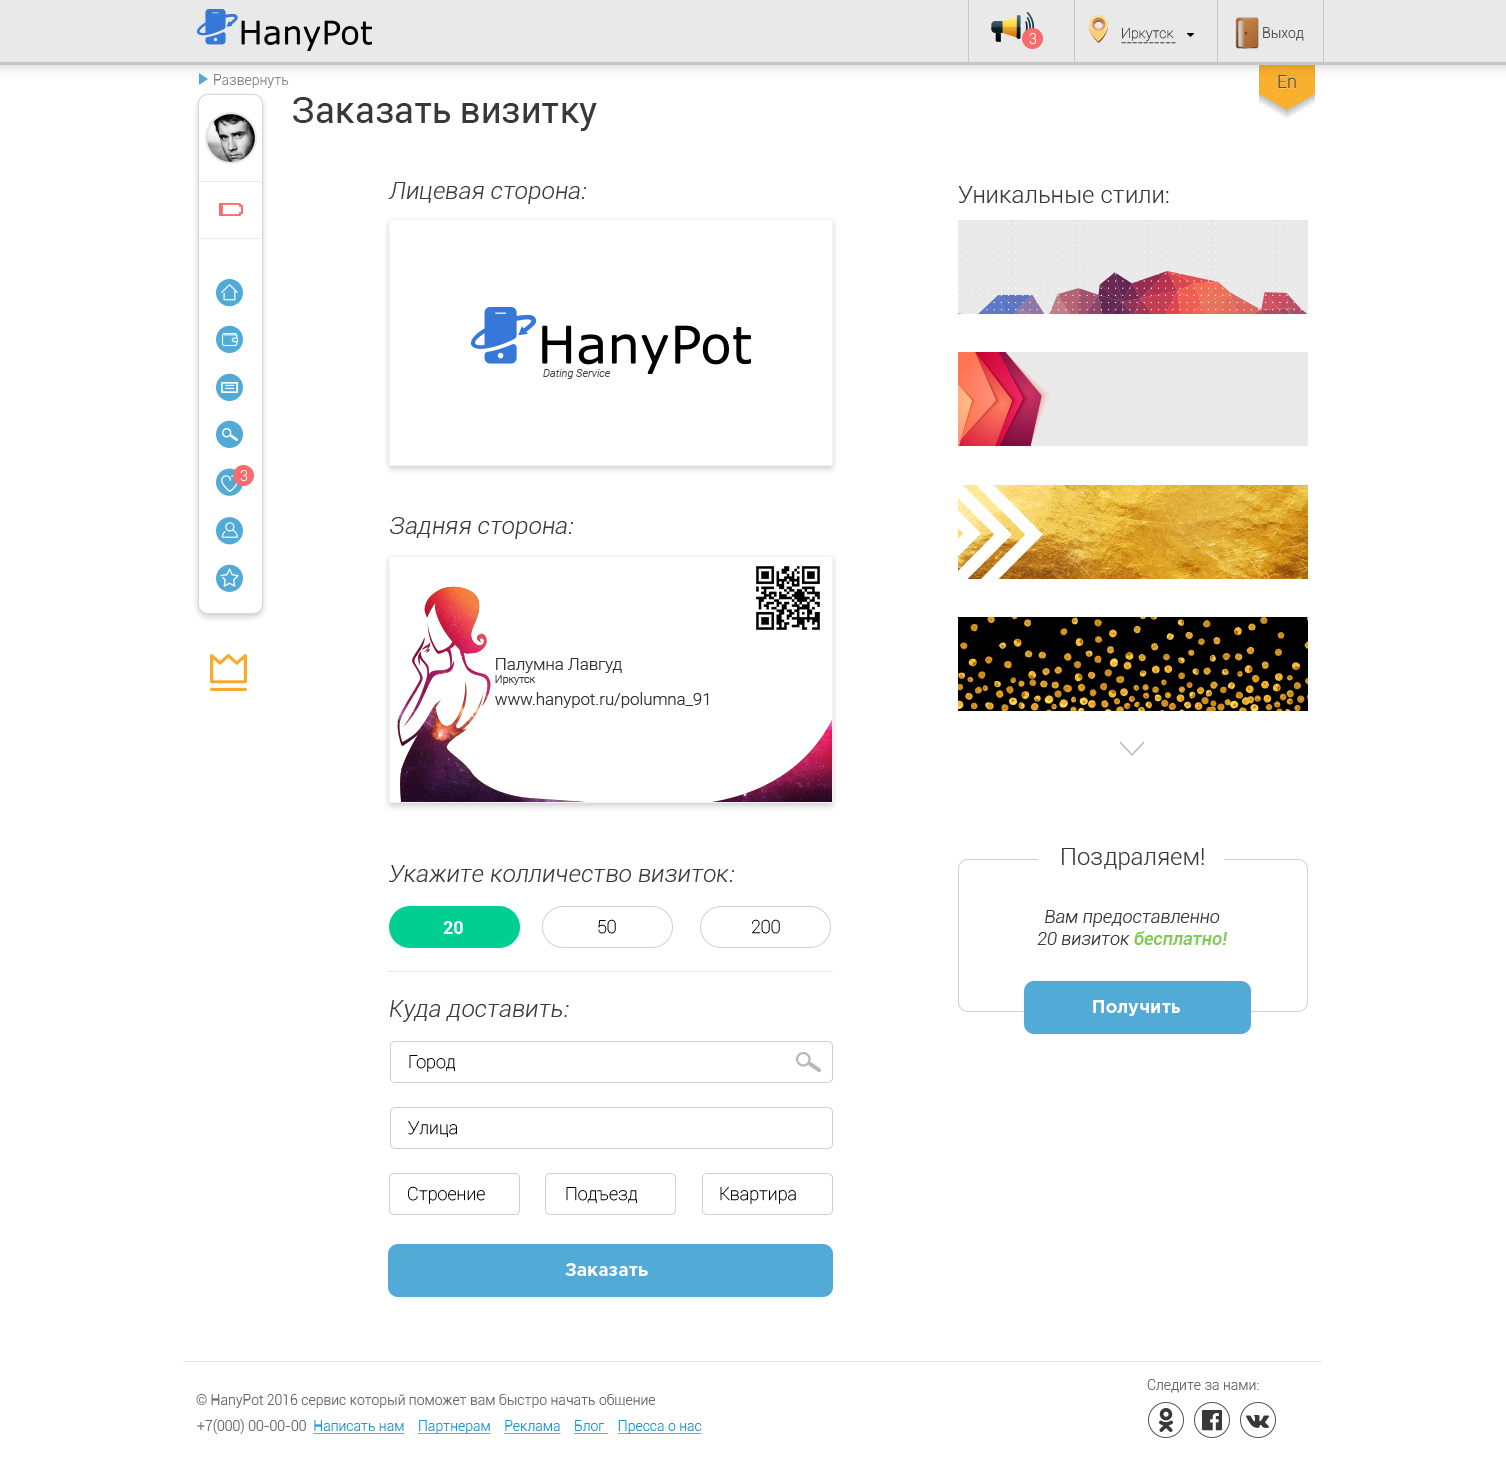 HanyPot
3
Иркутск
Выход
Развернуть
En
Заказать визитку
Лицевая сторона:
Уникальные стили:
HanyPot
Dating Service
3
Задняя сторона:
Палумна Лавгуд
Иркутск
www.hanypot.ru/polumna_91
Укажите колличество визиток:
20
50
200
Поздраляем!
Вам предоставленно
20 визиток бесплатно!
Получить
Куда доставить:
Город
Улица
Строение
Подъезд
Квартира
Заказать
© HanyPot 2016 сервис который поможет вам быстро начать общение
+7(000) 00-00-00 Написать нам Партнерам Реклама Блог Пресса о нас
Следите за нами: